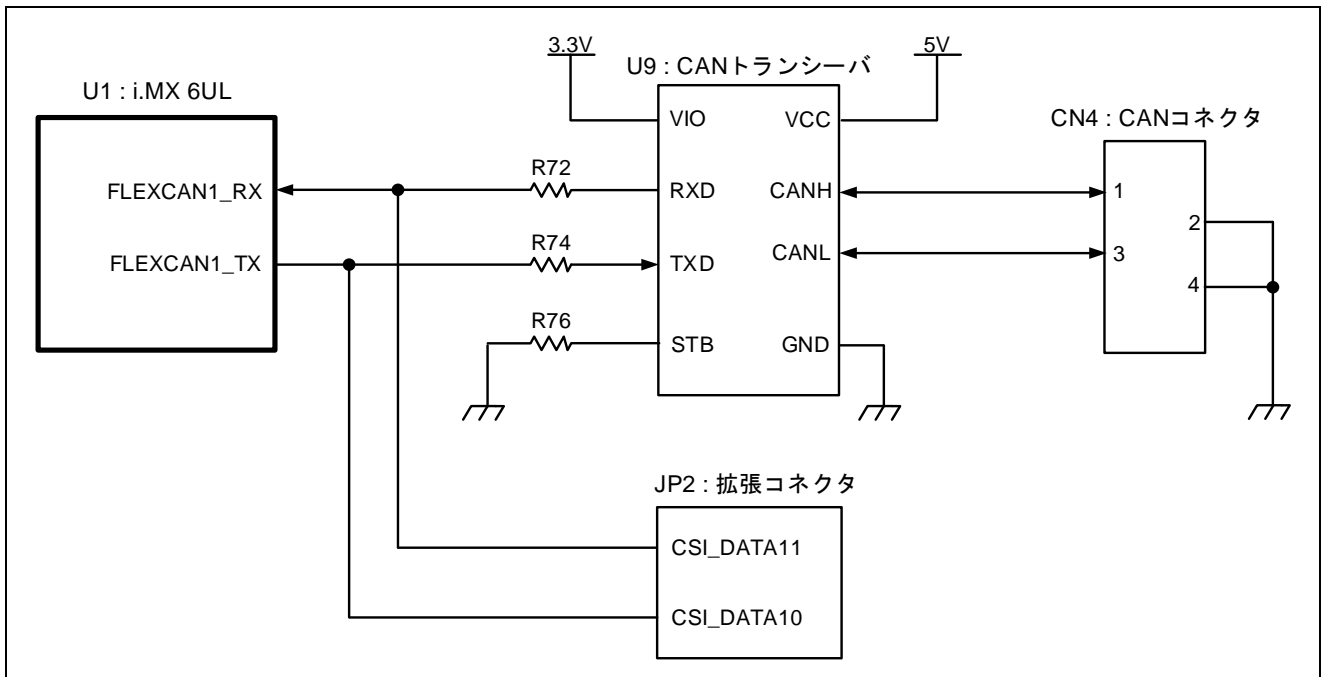 3.3V
5V
U9 : CANトランシーバ
U1 : i.MX 6UL
CN4 : CANコネクタ
VIO
VCC
R72
FLEXCAN1_RX
RXD
CANH
1
2
R74
FLEXCAN1_TX
TXD
CANL
3
4
R76
STB
GND
JP2 : 拡張コネクタ
CSI_DATA11
CSI_DATA10